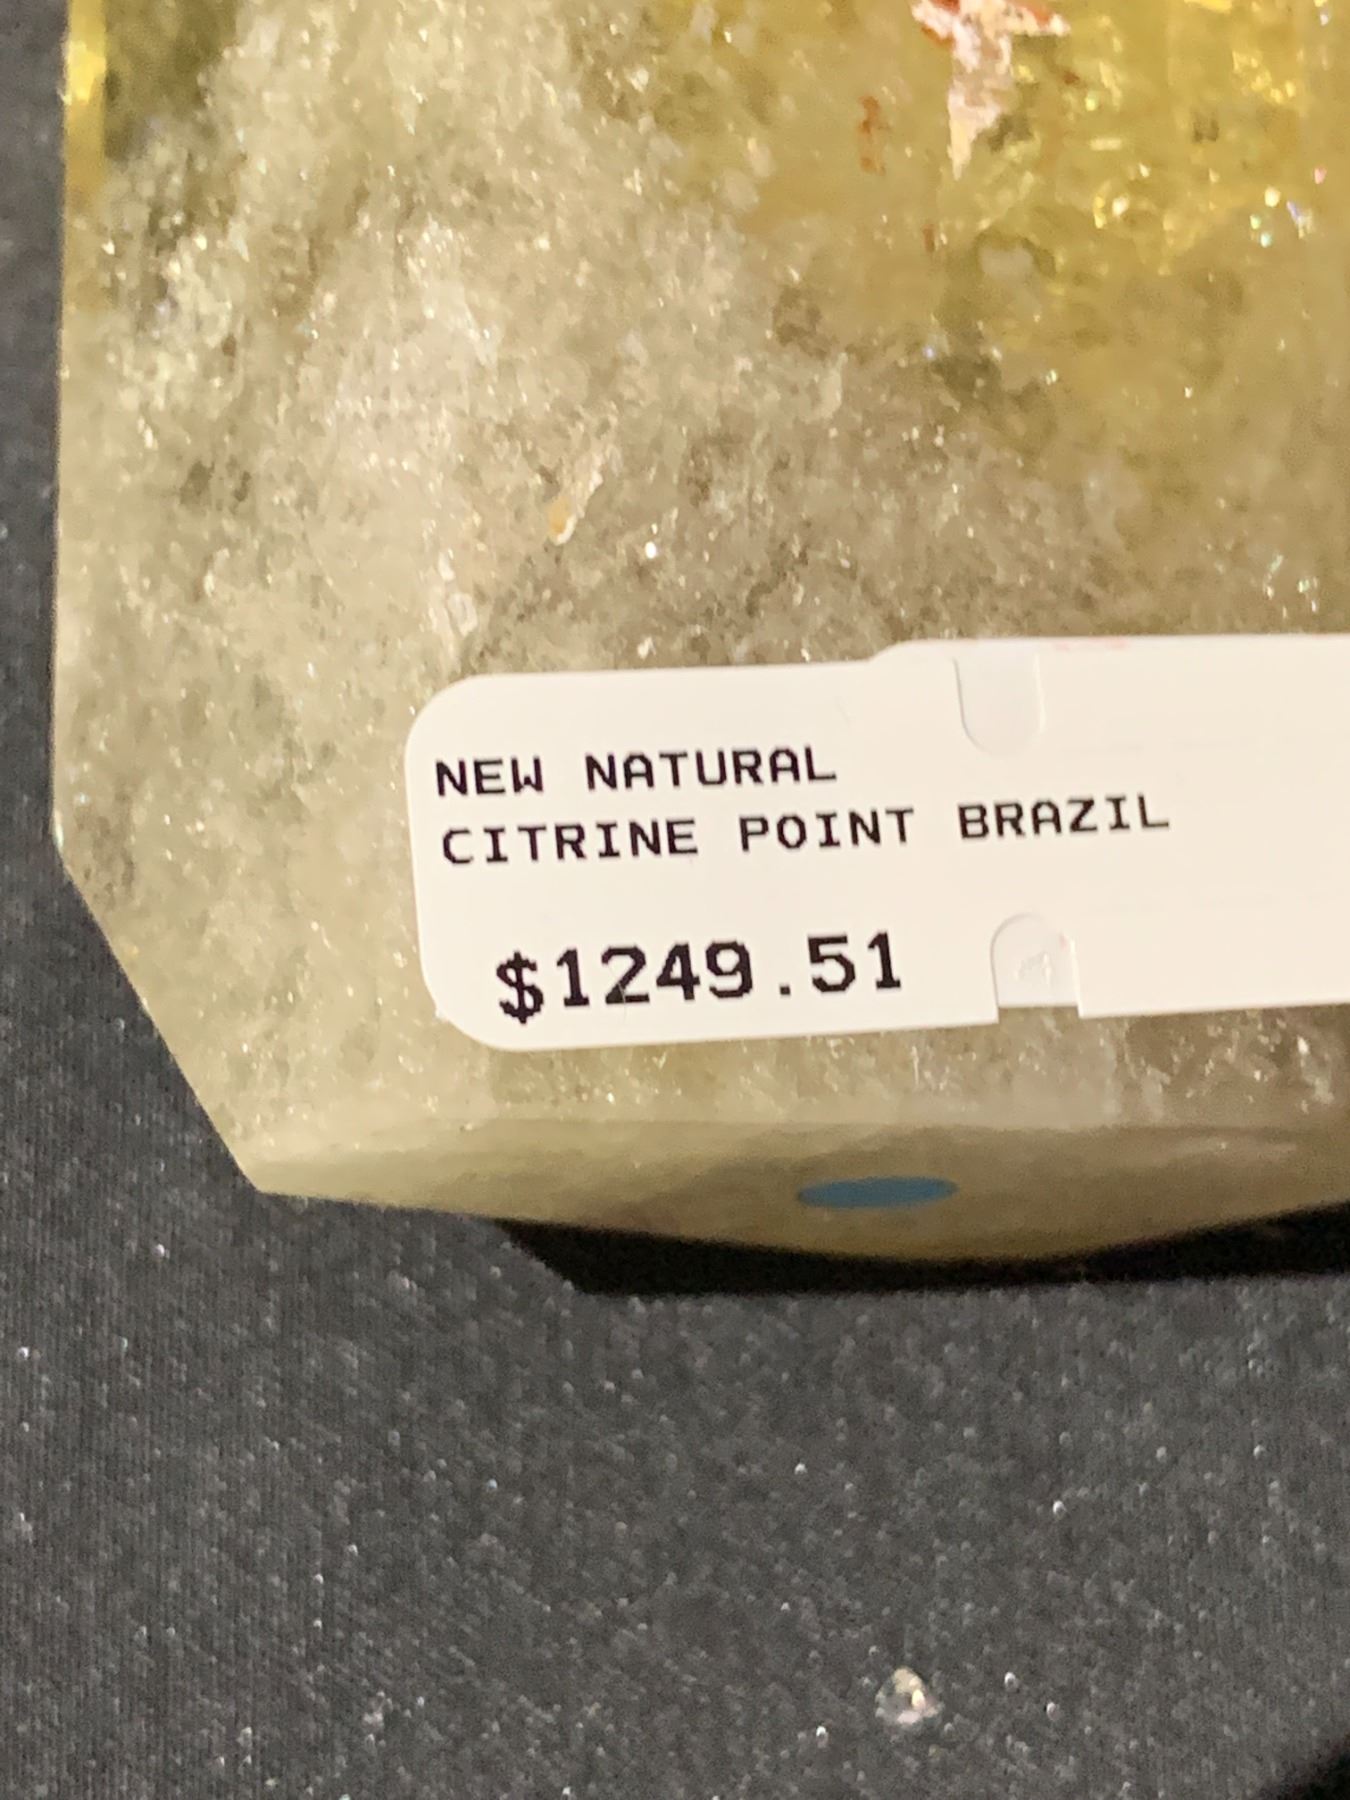 NEW NATURAL
CITRINE POINT BRAZIL
$1249.51